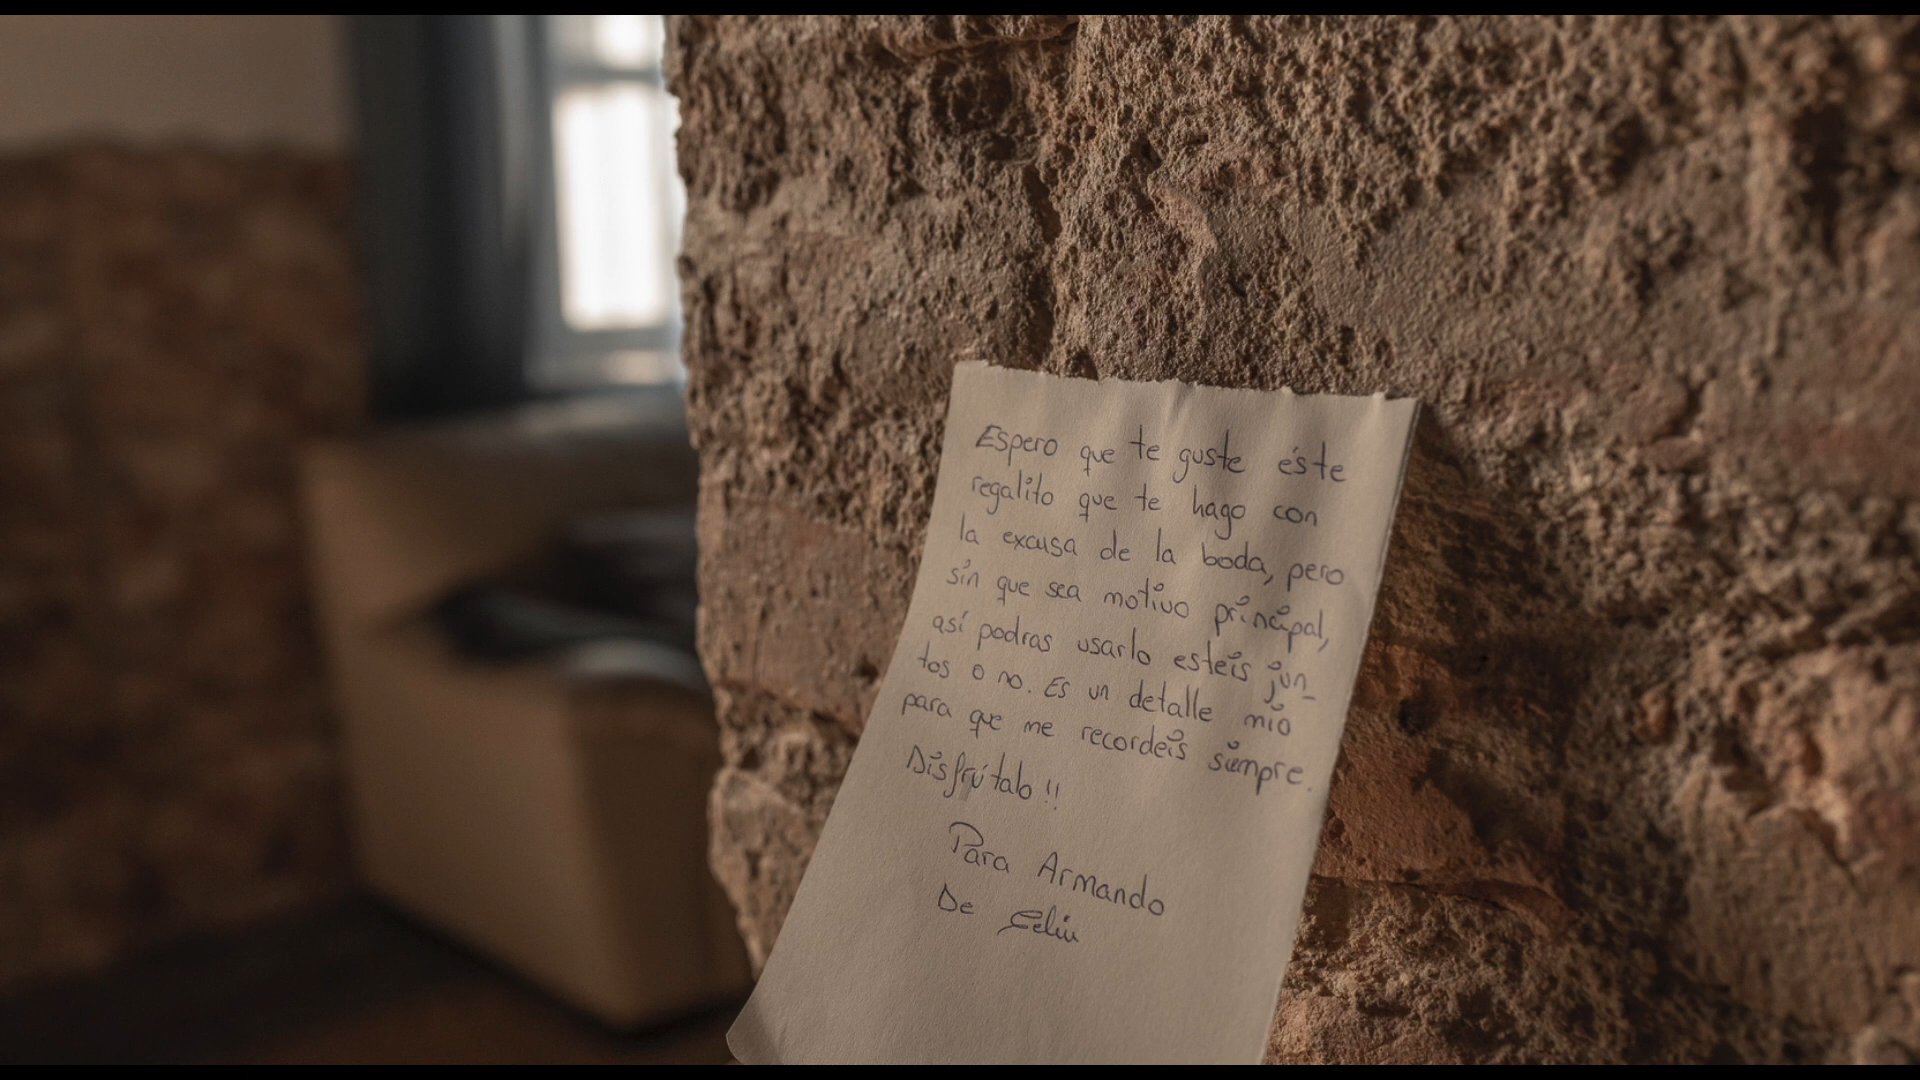 Espero que te guste éste
regalito que te hago con
la excusa de la boda, pero
sin que sea motivo principal,
así podras usarlo esteis jun_
tos o no. Es un detalle mío
para que me recordeis siempre.
Disfrútalo !!
Para Armando
De